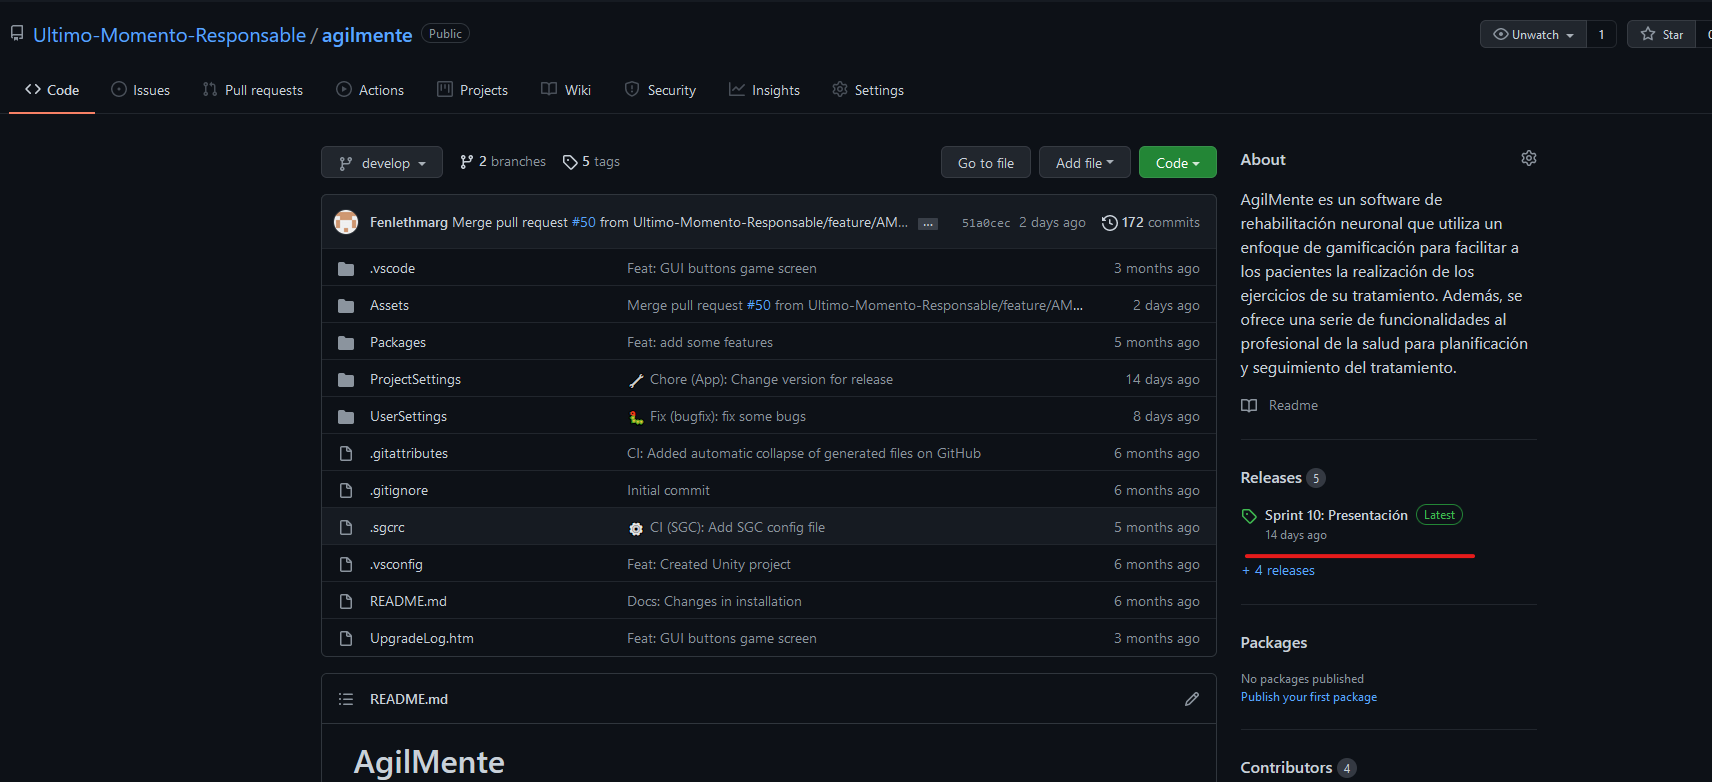 Ultimo-Momento-Responsable / agilmente Public
Unwatch 1 Star
Code Issues Pull requests Actions Projects Wiki Security Insights Settings
develop 2 branches 5 tags Go to file Add file Code
Fenlethmarg Merge pull request #50 from Ultimo-Momento-Responsable/feature/AM... ... 51a0cec 2 days ago 172 commits
.vscode Feat: GUI buttons game screen 3 months ago
Assets Merge pull request #50 from Ultimo-Momento-Responsable/feature/AM... 2 days ago
Packages Feat: add some features 5 months ago
ProjectSettings Chore (App): Change version for release 14 days ago
UserSettings Fix (bugfix): fix some bugs 8 days ago
.gitattributes CI: Added automatic collapse of generated files on GitHub 6 months ago
.gitignore Initial commit 6 months ago
.sgcrc CI (SGC): Add SGC config file 5 months ago
.vsconfig Feat: Created Unity project 6 months ago
README.md Docs: Changes in installation 6 months ago
UpgradeLog.htm Feat: GUI buttons game screen 3 months ago
README.md
AgilMente
About
AgilMente es un software de
rehabilitación neuronal que utiliza un
enfoque de gamificación para facilitar a
los pacientes la realización de los
ejercicios de su tratamiento. Además, se
ofrece una serie de funcionalidades al
profesional de la salud para planificación
y seguimiento del tratamiento.
Readme
Releases 5
Sprint 10: Presentación Latest
14 days ago
+ 4 releases
Packages
No packages published
Publish your first package
Contributors 4